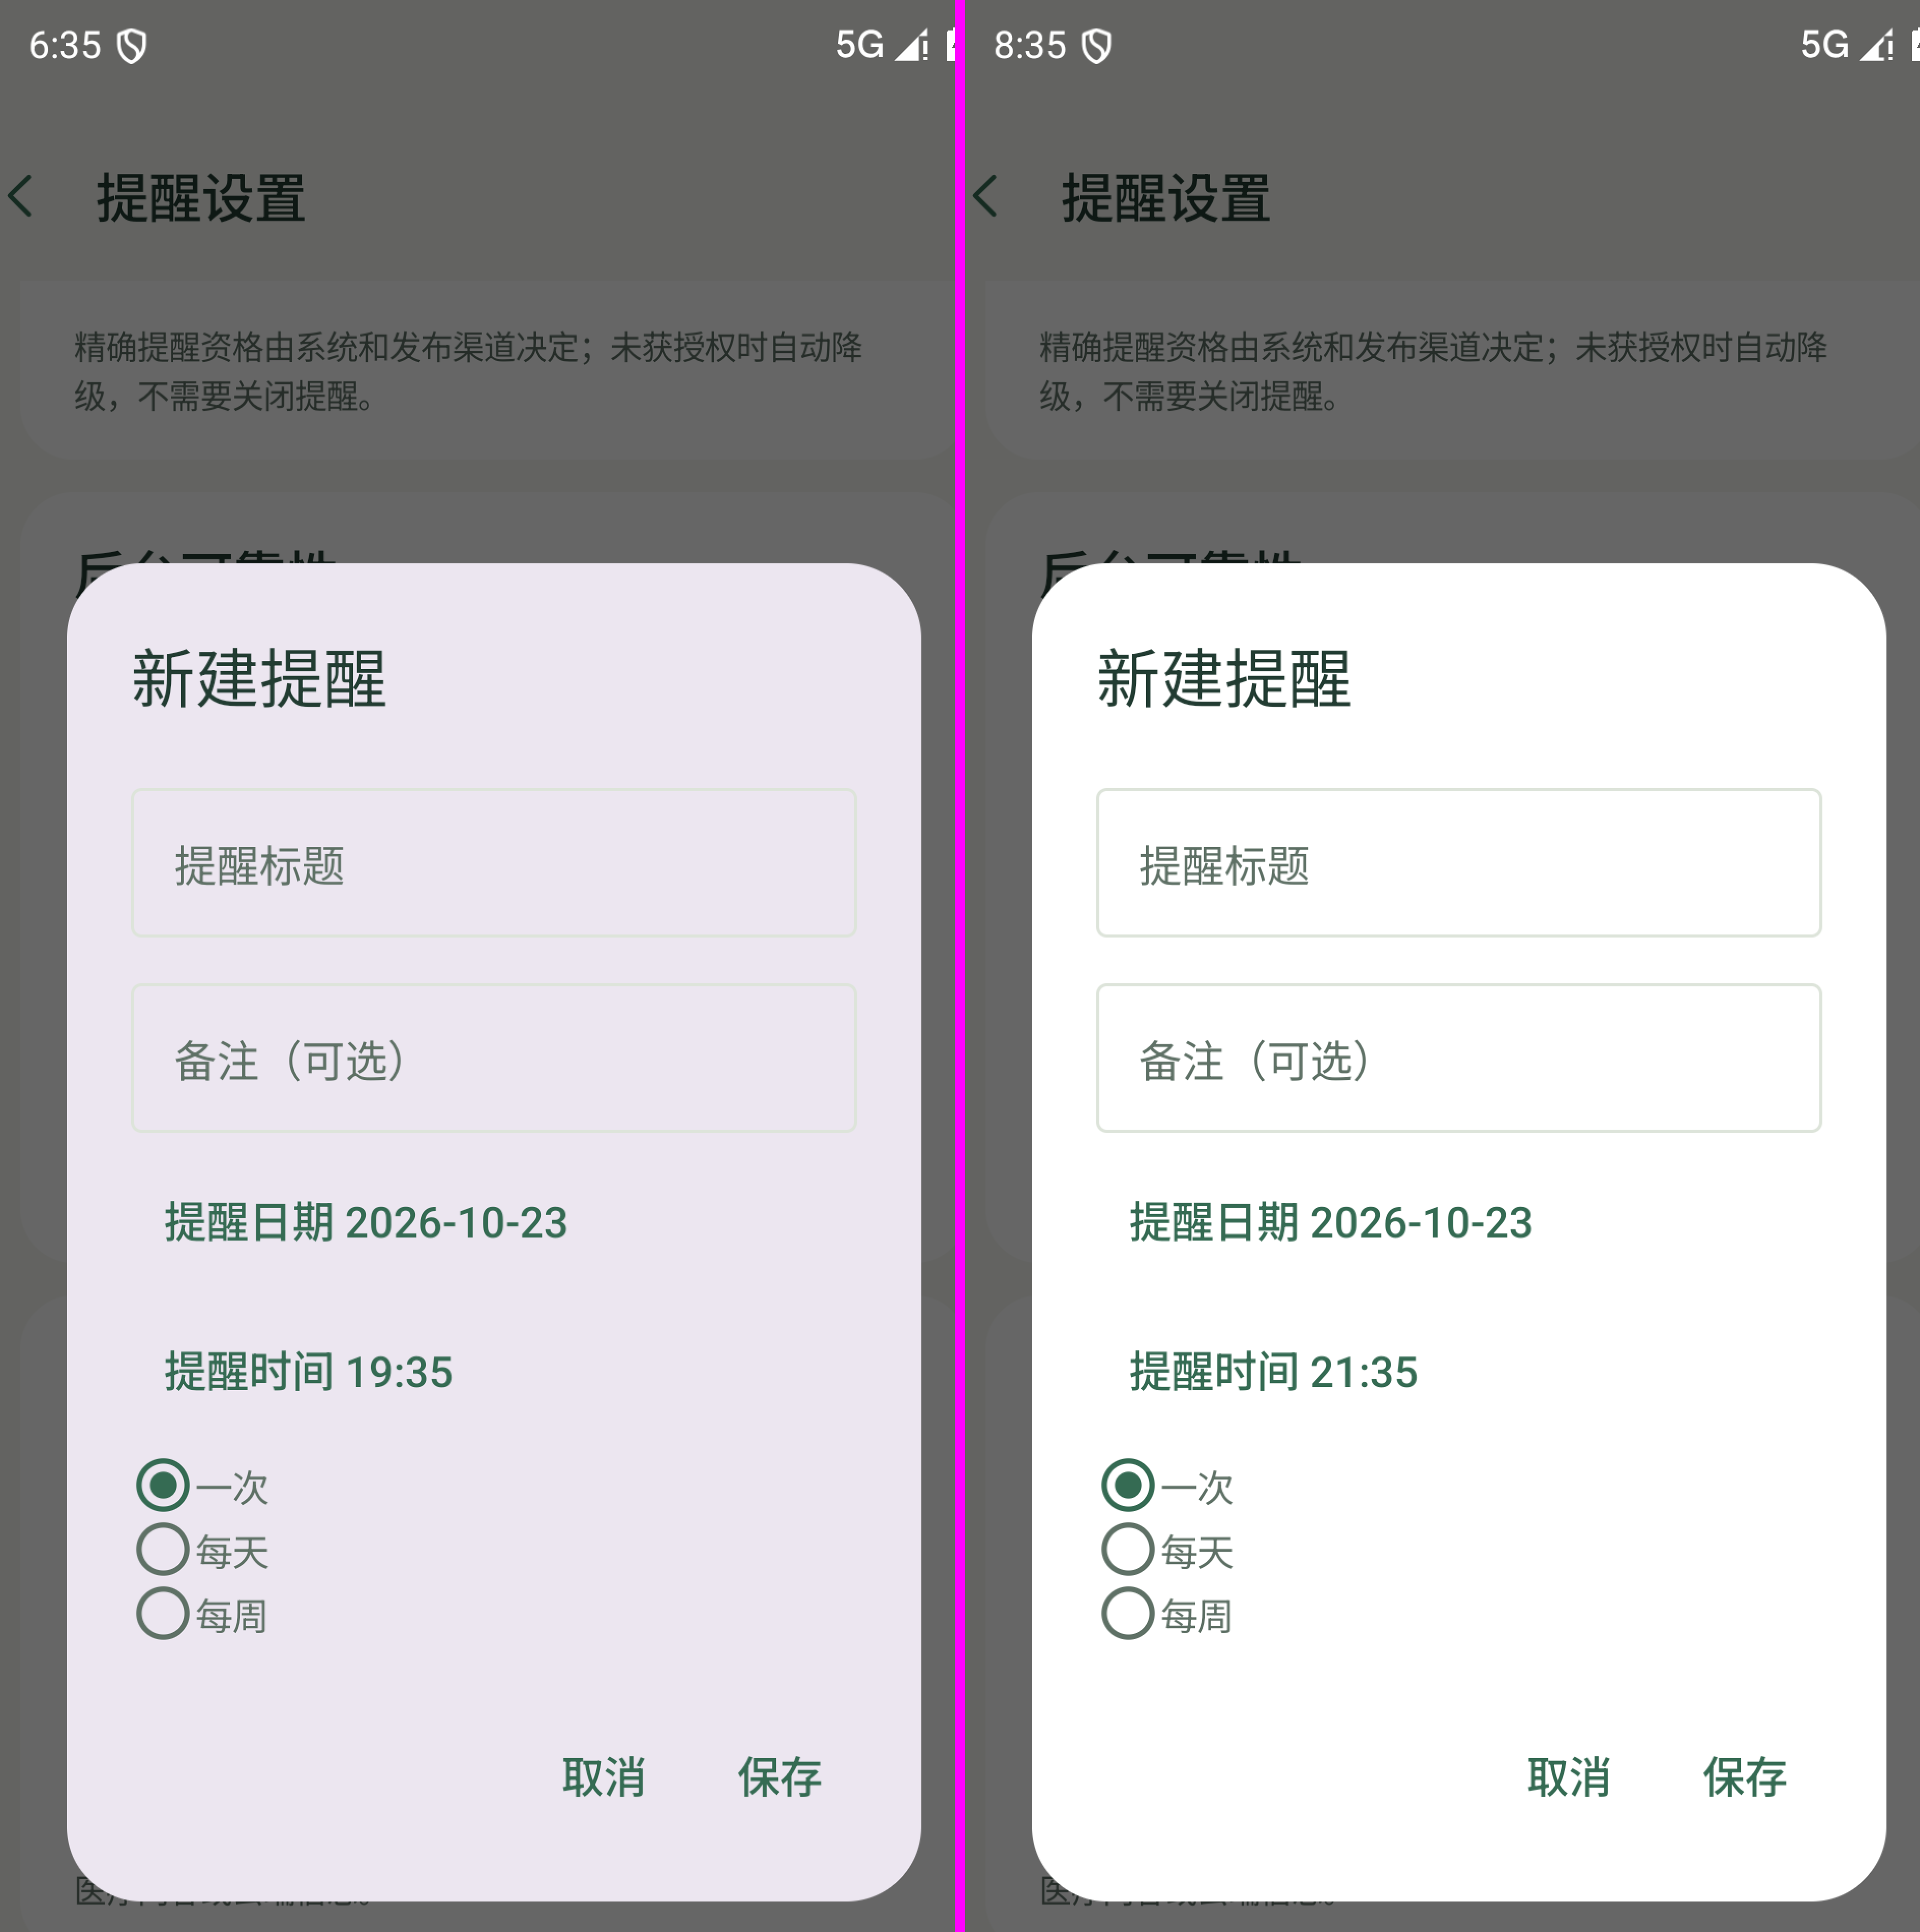 6:35
5G
提醒设置
精确提醒资格由系统和发布渠道决定；未获授权时自动降
级，不需要关闭提醒。
新建提醒
提醒标题
备注（可选）
提醒日期 2026-10-23
提醒时间 19:35
一次
每天
每周
取消
保存
8:35
5G
提醒设置
精确提醒资格由系统和发布渠道决定；未获授权时自动降
级，不需要关闭提醒。
新建提醒
提醒标题
备注（可选）
提醒日期 2026-10-23
提醒时间 21:35
一次
每天
每周
取消
保存